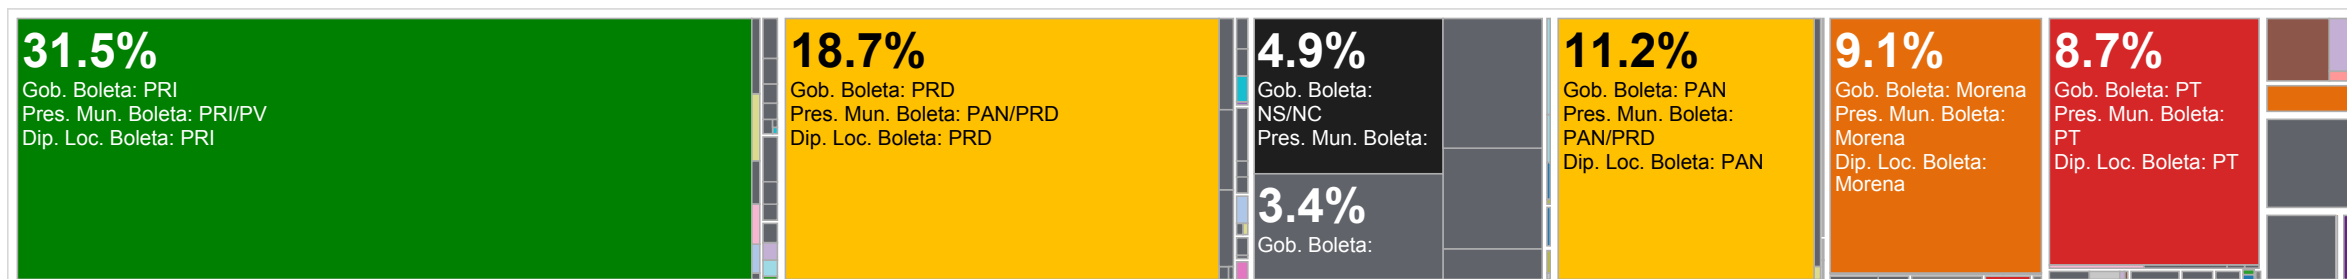 31.5%
Gob. Boleta: PRI
Pres. Mun. Boleta: PRI/PV
Dip. Loc. Boleta: PRI
18.7%
Gob. Boleta: PRD
Pres. Mun. Boleta: PAN/PRD
Dip. Loc. Boleta: PRD
4.9%
Gob. Boleta:
NS/NC
Pres. Mun. Boleta:
3.4%
Gob. Boleta:
11.2%
Gob. Boleta: PAN
Pres. Mun. Boleta:
PAN/PRD
Dip. Loc. Boleta: PAN
9.1%
Gob. Boleta: Morena
Pres. Mun. Boleta:
Morena
Dip. Loc. Boleta:
Morena
8.7%
Gob. Boleta: PT
Pres. Mun. Boleta:
PT
Dip. Loc. Boleta: PT